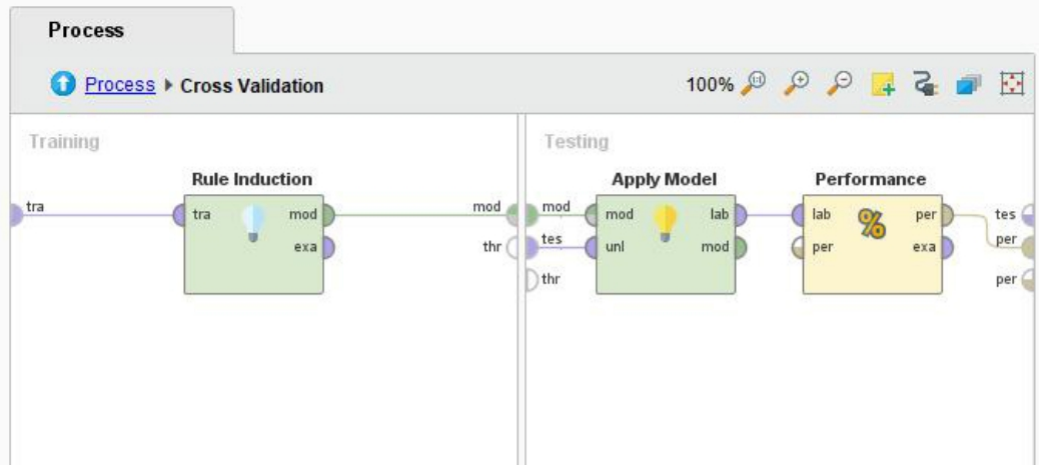 Process
Process ▸ Cross Validation 100%
Training
Testing
Rule Induction
Apply Model
Performance
tra
tra mod
exa
mod
thr
mod
tes
thr
mod lab
unl mod
lab per
per exa
tes
per
per